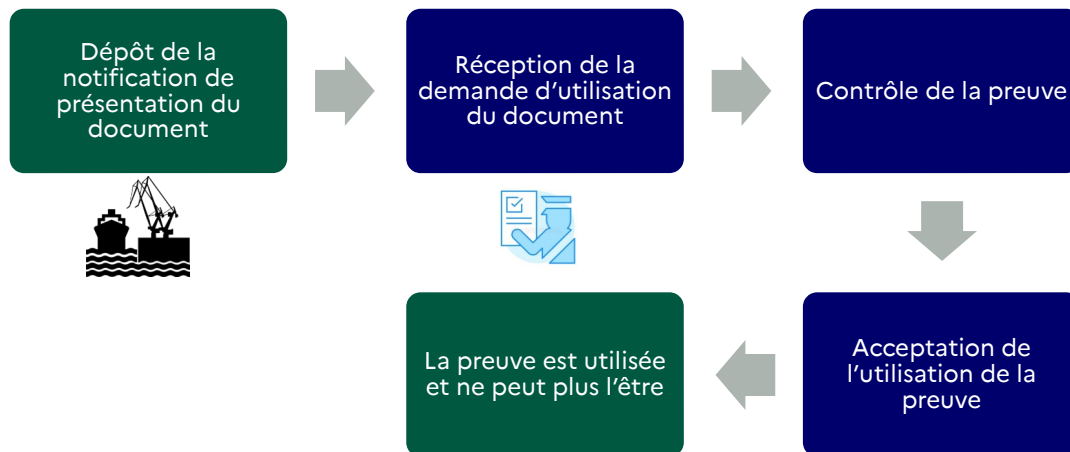 Dépôt de la
notification de
présentation du
document
Réception de la
demande d’utilisation
du document
Contrôle de la preuve
Acceptation de
l’utilisation de la
preuve
La preuve est utilisée
et ne peut plus l’être